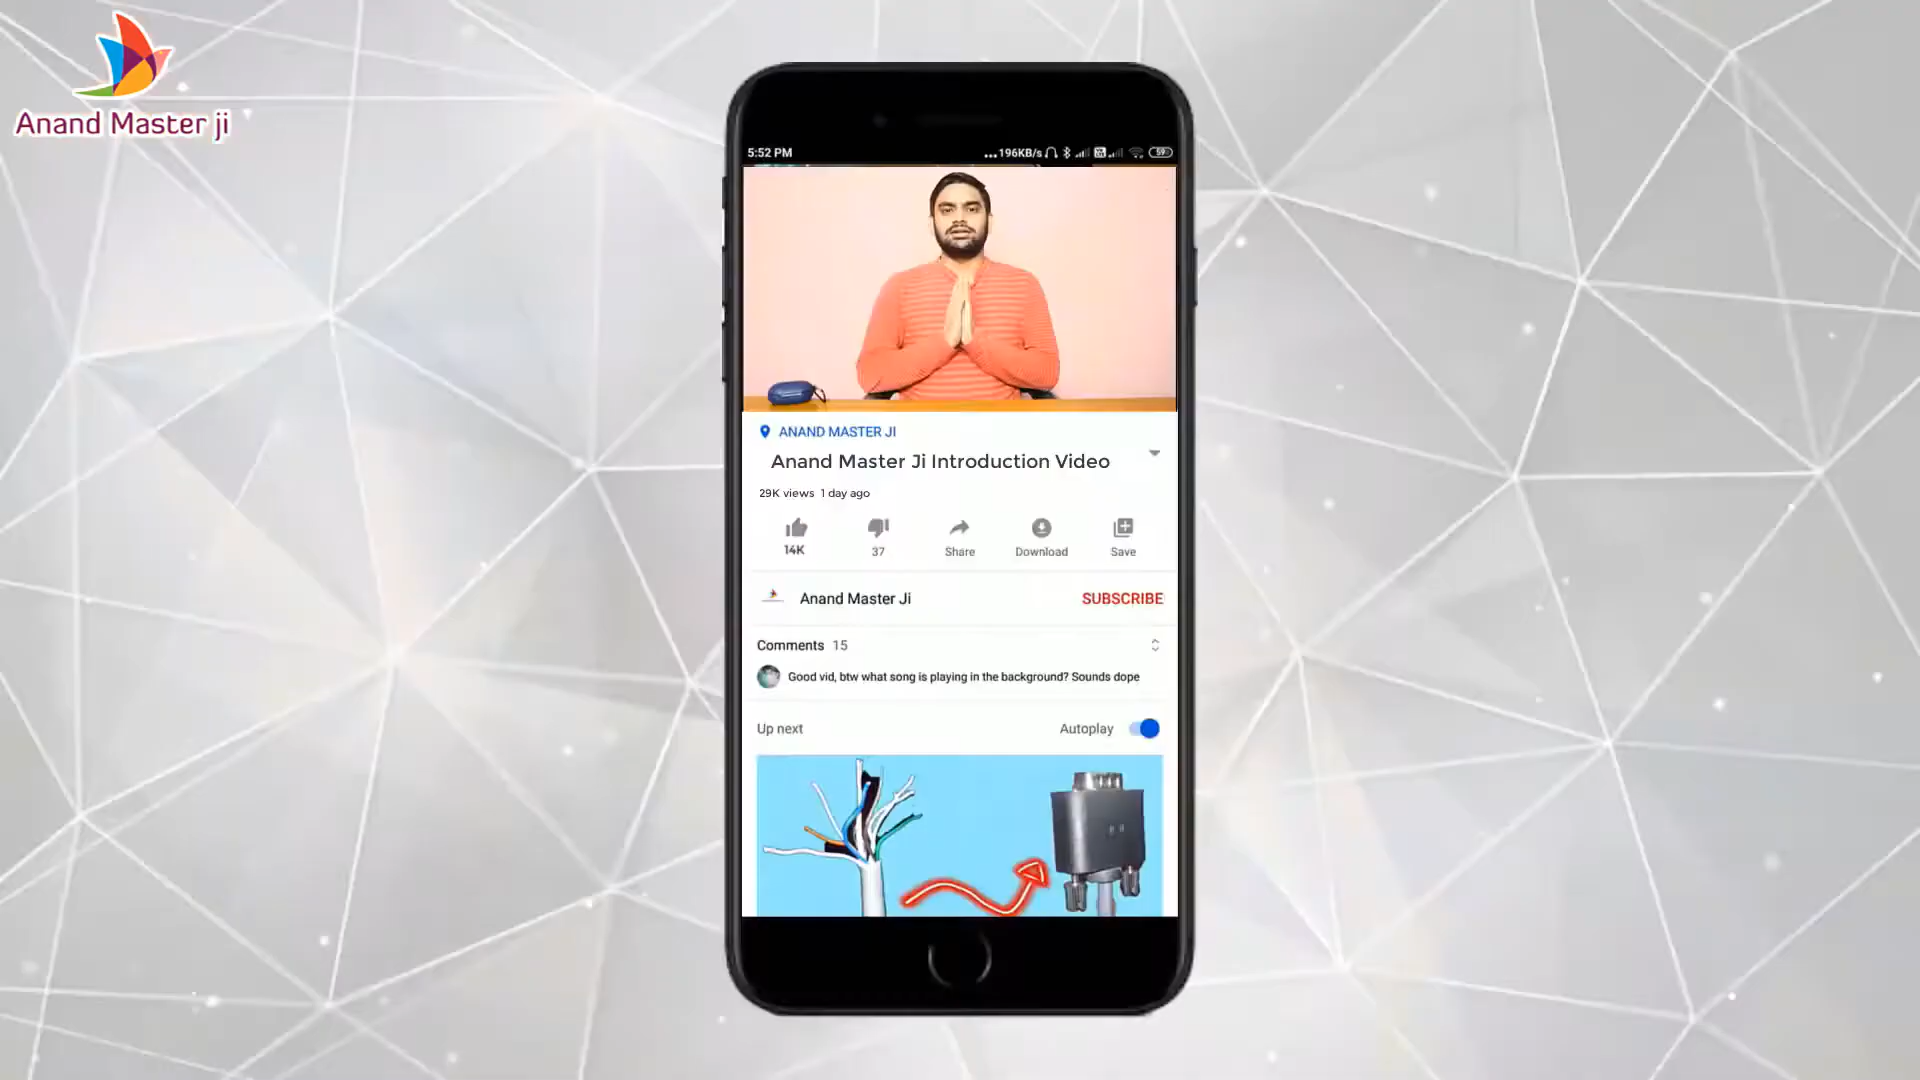 Anand Master ji
5:52 PM
...196KB/s
59
ANAND MASTER JI
Anand Master Ji Introduction Video
29K views 1 day ago
14K
37
Share
Download
Save
Anand Master Ji
SUBSCRIBE
Comments 15
Good vid, btw what song is playing in the background? Sounds dope
Up next
Autoplay